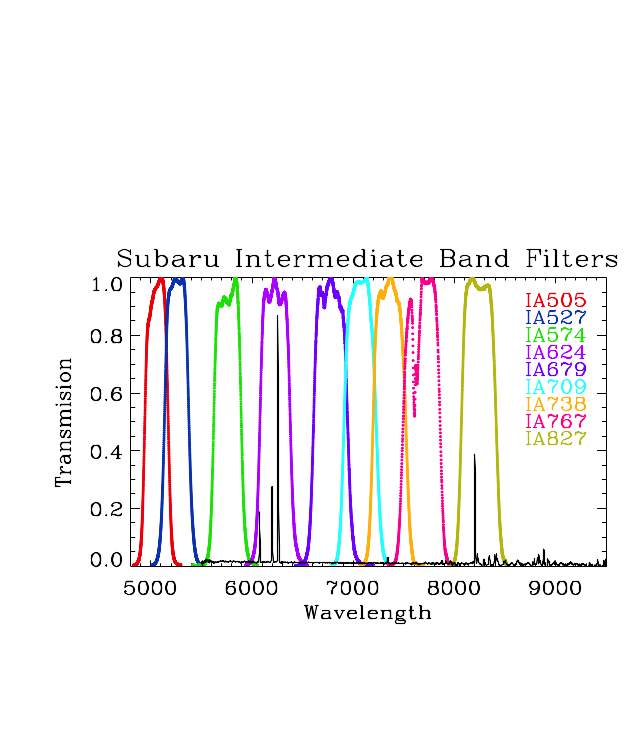 Subaru Intermediate Band Filters
1.0
0.8
0.6
0.4
0.2
0.0
Transmision
IA505
IA527
IA574
IA624
IA679
IA709
IA738
IA767
IA827
5000 6000 7000 8000 9000
Wavelength